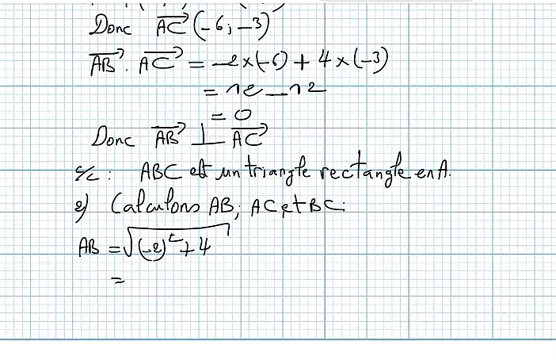 Donc AC⃗ (-6; -3)
AB⃗ . AC⃗ = -2×(-6) + 4×(-3)
= 12 - 12
= 0
Donc AB⃗ ⊥ AC⃗
c/c : ABC est un triangle rectangle en A.
2) Calculons AB; AC et BC.
AB = √(-2)² + 4
=